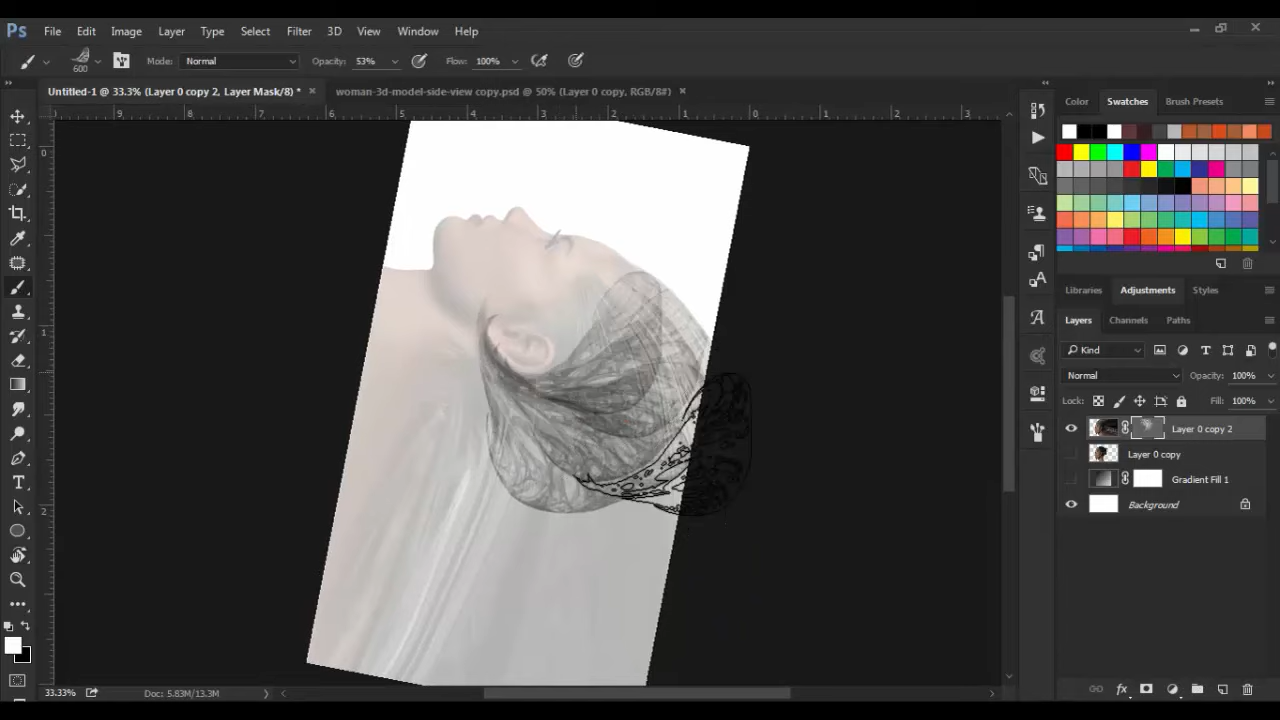 Ps File Edit Image Layer Type Select Filter 3D View Window Help
600 Mode: Normal Opacity: 53% Flow: 100%
Untitled-1 @ 33.3% (Layer 0 copy 2, Layer Mask/8) * × woman-3d-model-side-view copy.psd @ 50% (Layer 0 copy, RGB/8#) ×
9 8 7 6 5 4 3 2 1 0 1 2 3
0
1
2
Color Swatches Brush Presets
Libraries Adjustments Styles
Layers Channels Paths
Kind
Normal Opacity: 100%
Lock: Fill: 100%
Layer 0 copy 2
Layer 0 copy
Gradient Fill 1
Background
33.33% Doc: 5.83M/13.3M
fx